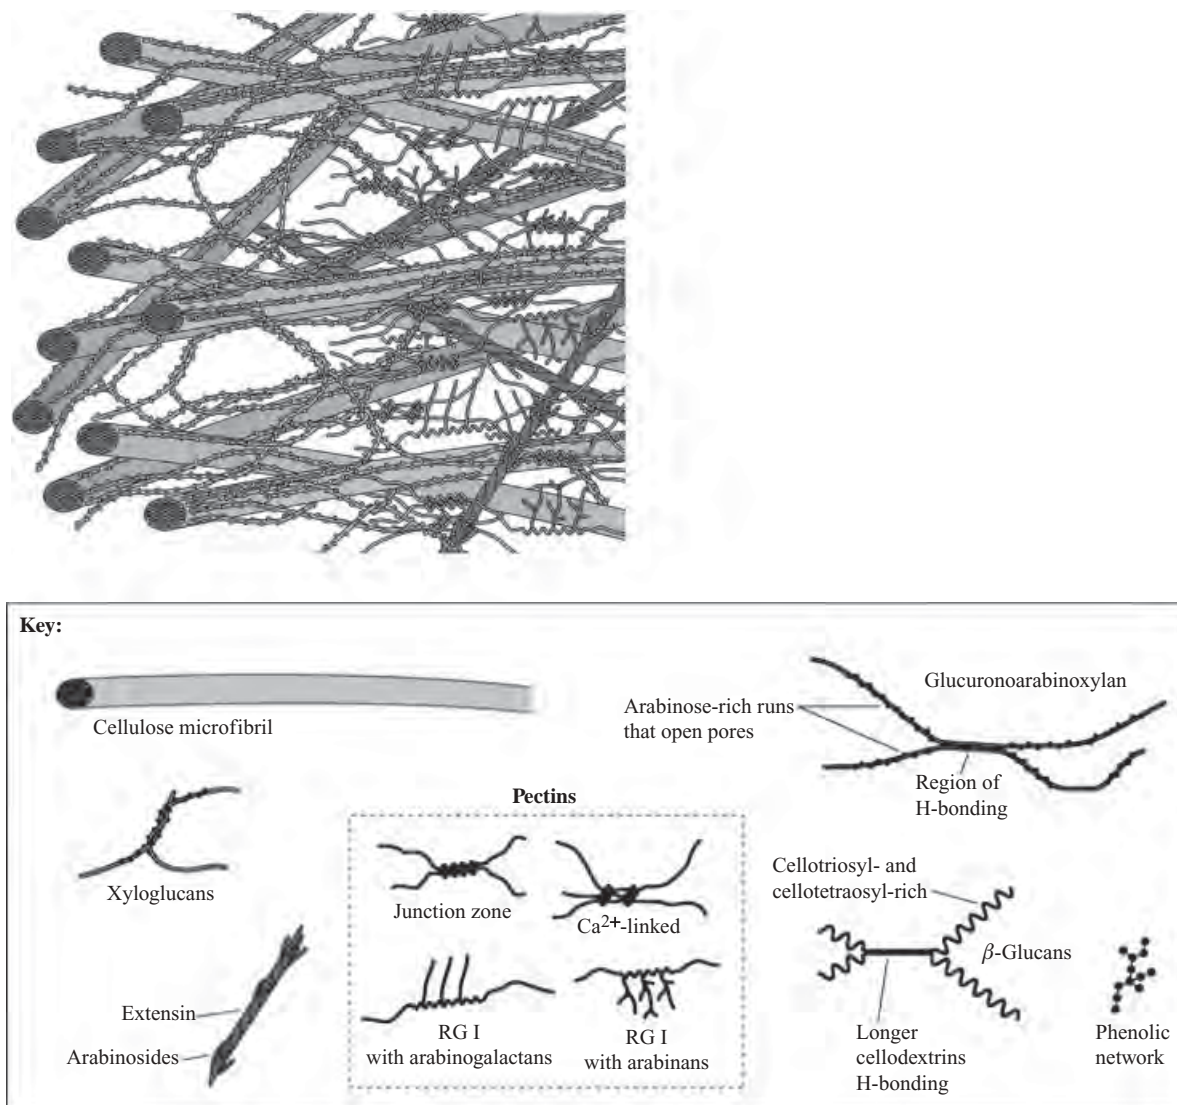 Key:
Cellulose microfibril
Glucuronoarabinoxylan
Arabinose-rich runs
that open pores
Region of
H-bonding
Xyloglucans
Pectins
Junction zone
Ca2+-linked
RG I
with arabinogalactans
RG I
with arabinans
Extensin
Arabinosides
Cellotriosyl- and
cellotetraosyl-rich
β-Glucans
Longer
cellodextrins
H-bonding
Phenolic
network